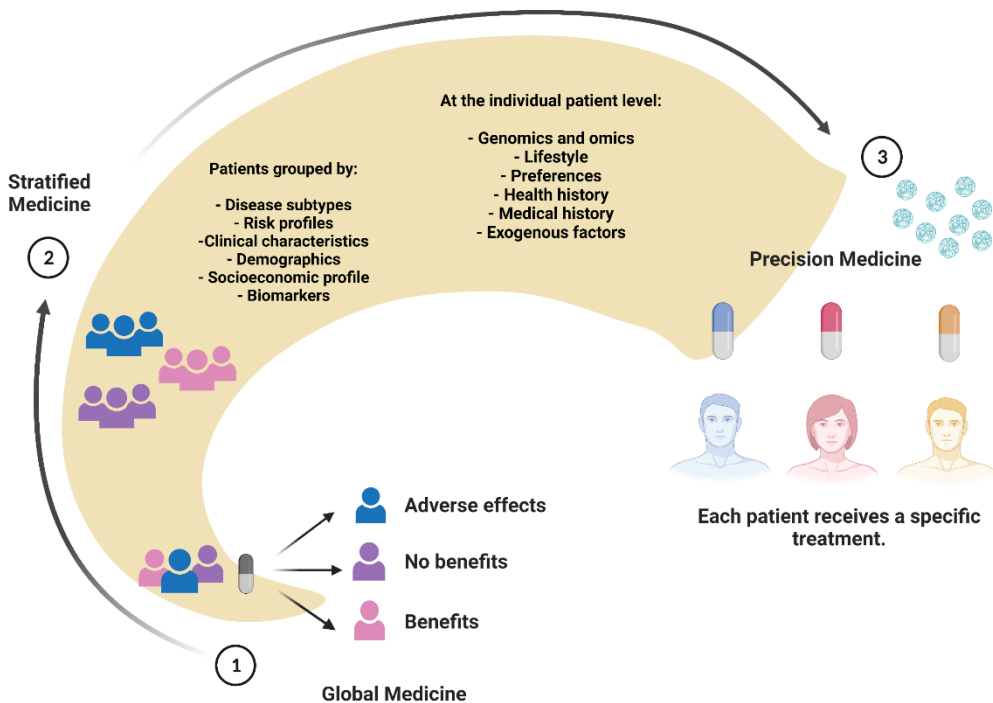 At the individual patient level:
- Genomics and omics
- Lifestyle
- Preferences
- Health history
- Medical history
- Exogenous factors
Patients grouped by:
- Disease subtypes
- Risk profiles
-Clinical characteristics
- Demographics
- Socioeconomic profile
- Biomarkers
Stratified
Medicine
2
3
Precision Medicine
Each patient receives a specific
treatment.
Adverse effects
No benefits
Benefits
1
Global Medicine